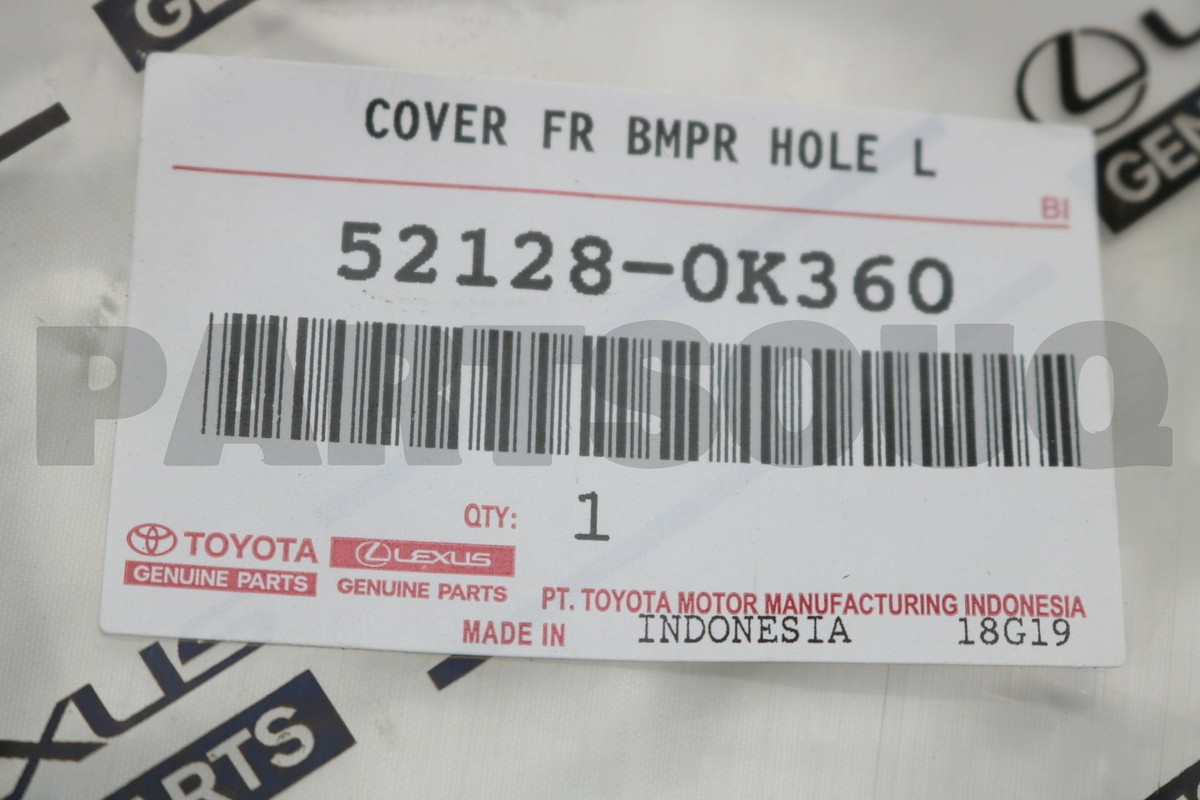 COVER FR BMPR HOLE L
BI
52128-0K360
PARTSOUQ
QTY: 1
TOYOTA
GENUINE PARTS
LEXUS
GENUINE PARTS
PT. TOYOTA MOTOR MANUFACTURING INDONESIA
MADE IN INDONESIA 18G19